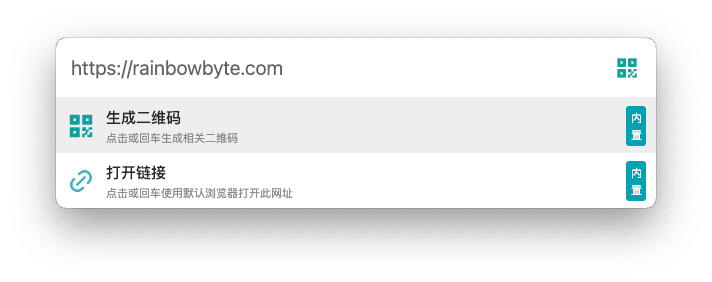 https://rainbowbyte.com
生成二维码
点击或回车生成相关二维码
内
置
打开链接
点击或回车使用默认浏览器打开此网址
内
置